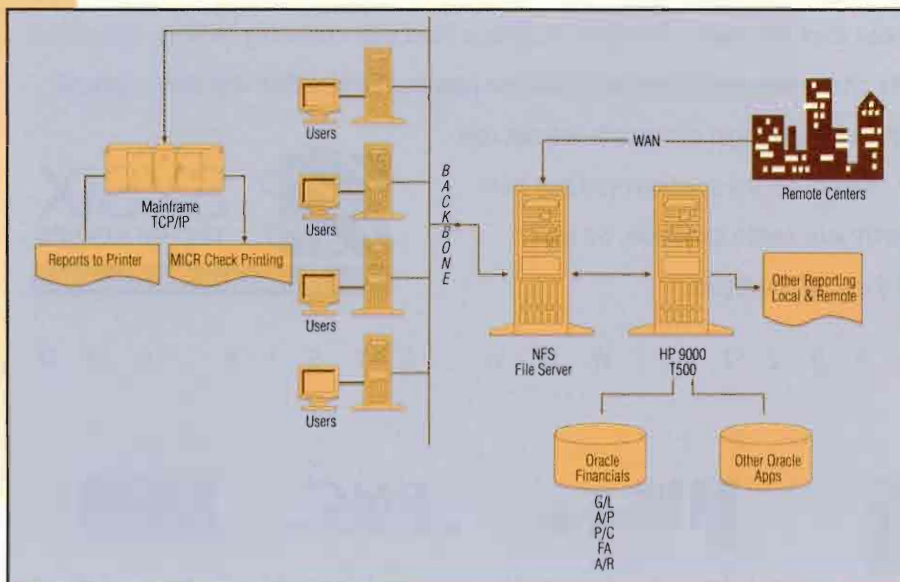 Users
Mainframe
TCP/IP
Reports to Printer
MICR Check Printing
Users
Users
Users
BACKBONE
WAN
Remote Centers
NFS
File Server
HP 9000
T500
Other Reporting
Local & Remote
Oracle
Financials
Other Oracle
Apps
G/L
A/P
P/C
FA
A/R